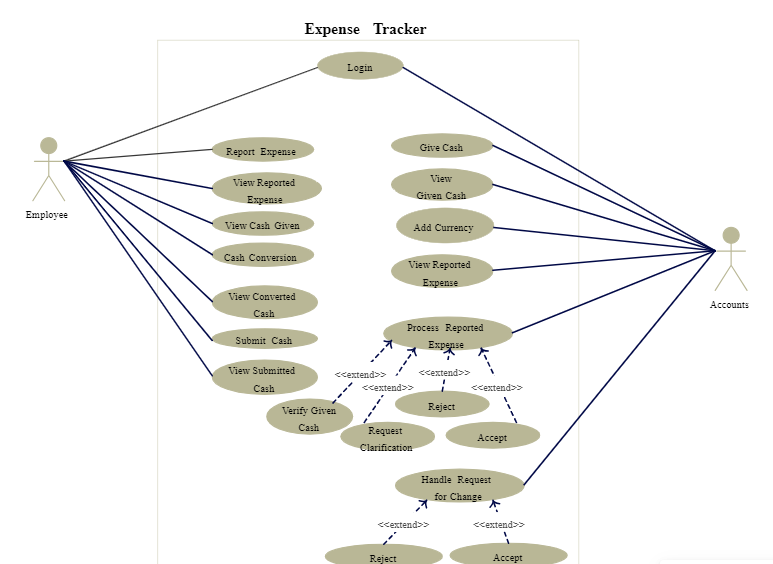 Expense Tracker
Login
Report Expense
View Reported
Expense
View Cash Given
Cash Conversion
View Converted
Cash
Submit Cash
View Submitted
Cash
Employee
Give Cash
View
Given Cash
Add Currency
View Reported
Expense
Process Reported
Expense
Accounts
<<extend>>
<<extend>>
<<extend>>
<<extend>>
Verify Given
Cash
Request
Clarification
Reject
Accept
Handle Request
for Change
<<extend>>
<<extend>>
Reject
Accept